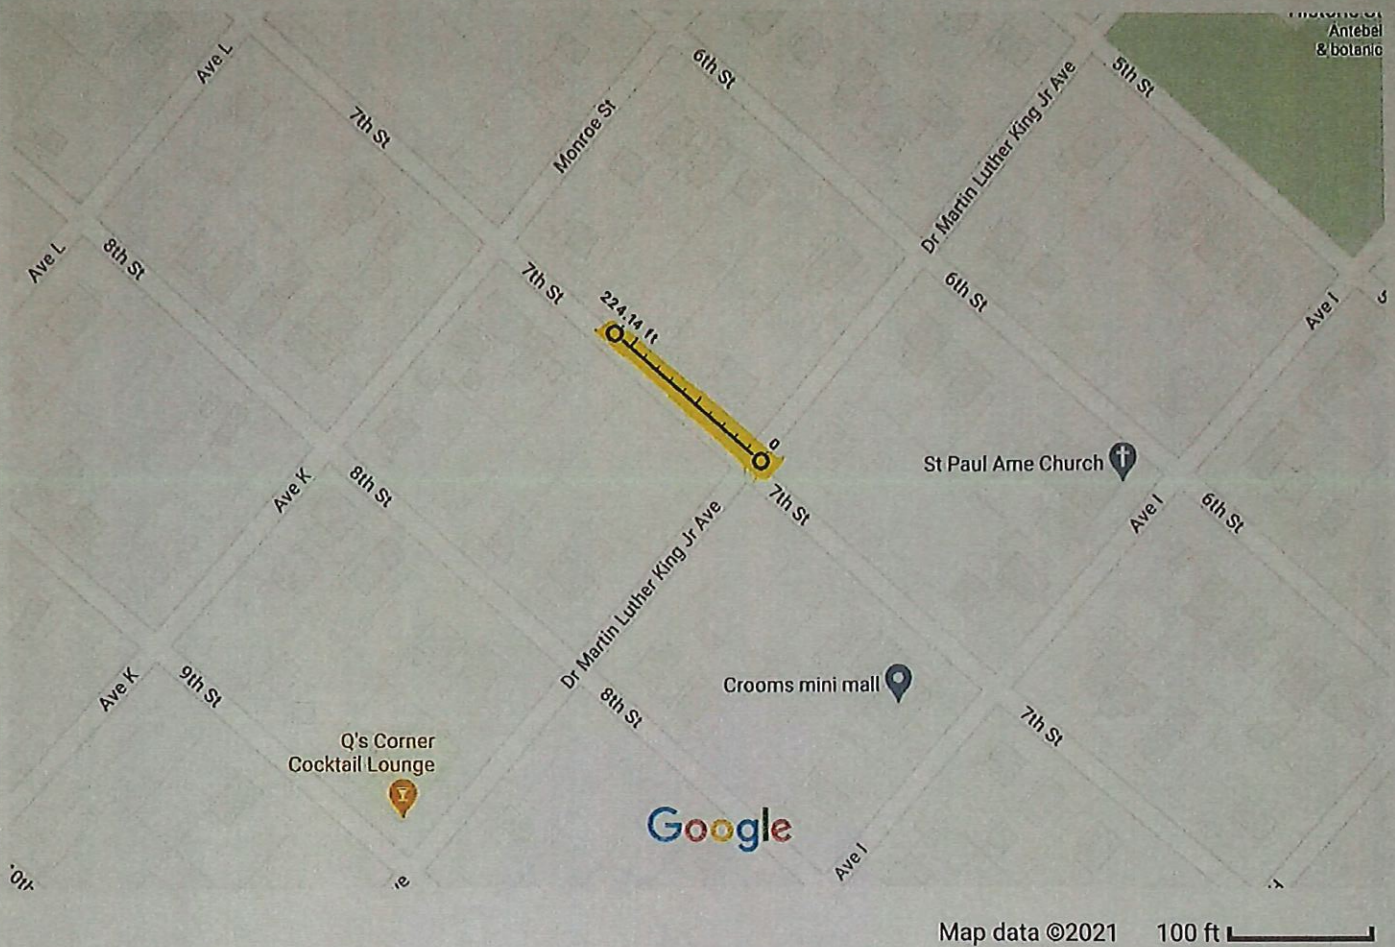 Antebel
& botanic
Ave L
6th St
5th St
7th St
Monroe St
Dr Martin Luther King Jr Ave
Ave L
8th St
7th St
6th St
Ave I
5
224.14 ft
0
St Paul Ame Church
Ave K
8th St
7th St
Ave I
6th St
Dr Martin Luther King Jr Ave
Ave K
9th St
8th St
Crooms mini mall
7th St
Q's Corner
Cocktail Lounge
Google
Ave I
Map data ©2021 100 ft